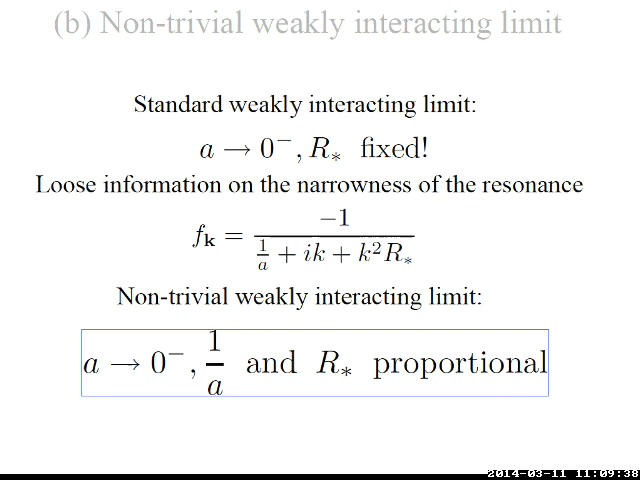 (b) Non-trivial weakly interacting limit
Standard weakly interacting limit:
a → 0⁻, R∗ fixed!
Loose information on the narrowness of the resonance
f_k = −1 / (1/a + ik + k²R∗)
Non-trivial weakly interacting limit:
a → 0⁻, 1/a and R∗ proportional
2014-03-11 11:09:38